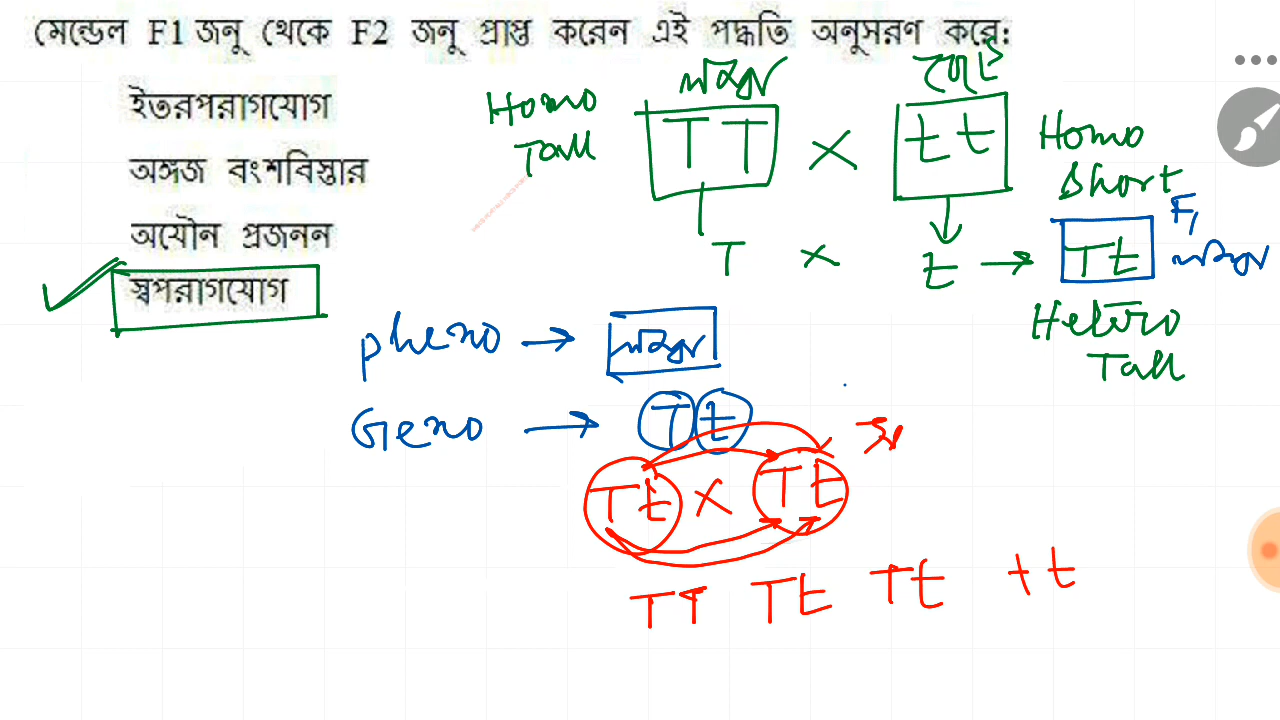 মেন্ডেল F1 জনু থেকে F2 জনু প্রাপ্ত করেন এই পদ্ধতি অনুসরণ করে:
ইতরপরাগযোগ
অঙ্গজ বংশবিস্তার
অযৌন প্রজনন
স্বপরাগযোগ
লম্বা বেঁটে
Homo Tall
TT × tt
Homo Short
T × t → Tt
F1 লম্বা
Hetero Tall
pheno → লম্বা
Geno → Tt
Tt × Tt
TT Tt Tt tt